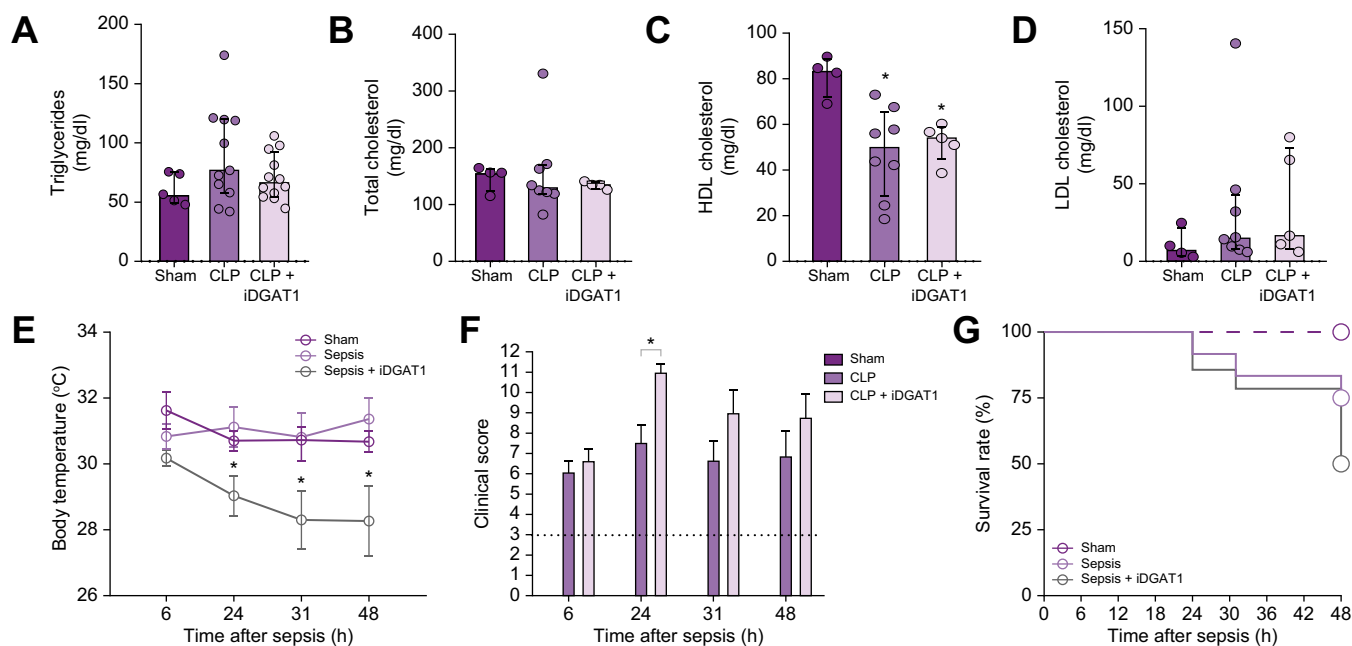 A
Triglycerides
(mg/dl)
200
150
100
50
0
Sham
CLP
CLP +
iDGAT1
B
Total cholesterol
(mg/dl)
400
300
200
100
0
Sham
CLP
CLP +
iDGAT1
C
HDL cholesterol
(mg/dl)
100
80
60
40
20
0
*
*
Sham
CLP
CLP +
iDGAT1
D
LDL cholesterol
(mg/dl)
150
100
50
0
Sham
CLP
CLP +
iDGAT1
E
Body temperature (ºC)
34
32
30
28
26
Sham
Sepsis
Sepsis + iDGAT1
*
*
*
6
24
31
48
Time after sepsis (h)
F
Clinical score
12
11
10
9
8
7
6
5
4
3
2
1
0
*
Sham
CLP
CLP + iDGAT1
6
24
31
48
Time after sepsis (h)
G
Survival rate (%)
100
75
50
25
0
Sham
Sepsis
Sepsis + iDGAT1
0
6
12
18
24
30
36
42
48
Time after sepsis (h)